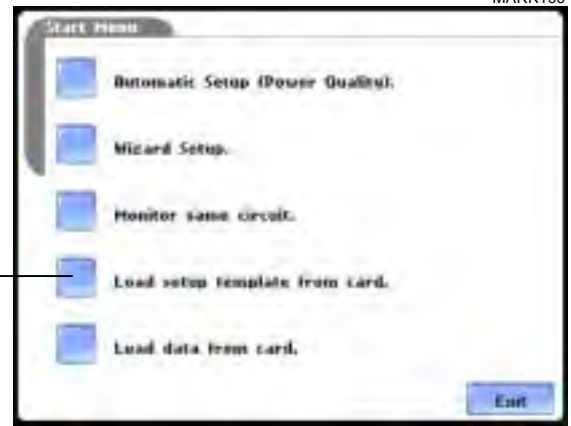 Start Menu
Automatic Setup (Power Quality).
Wizard Setup.
Monitor same circuit.
Load setup template from card.
Load data from card.
Exit